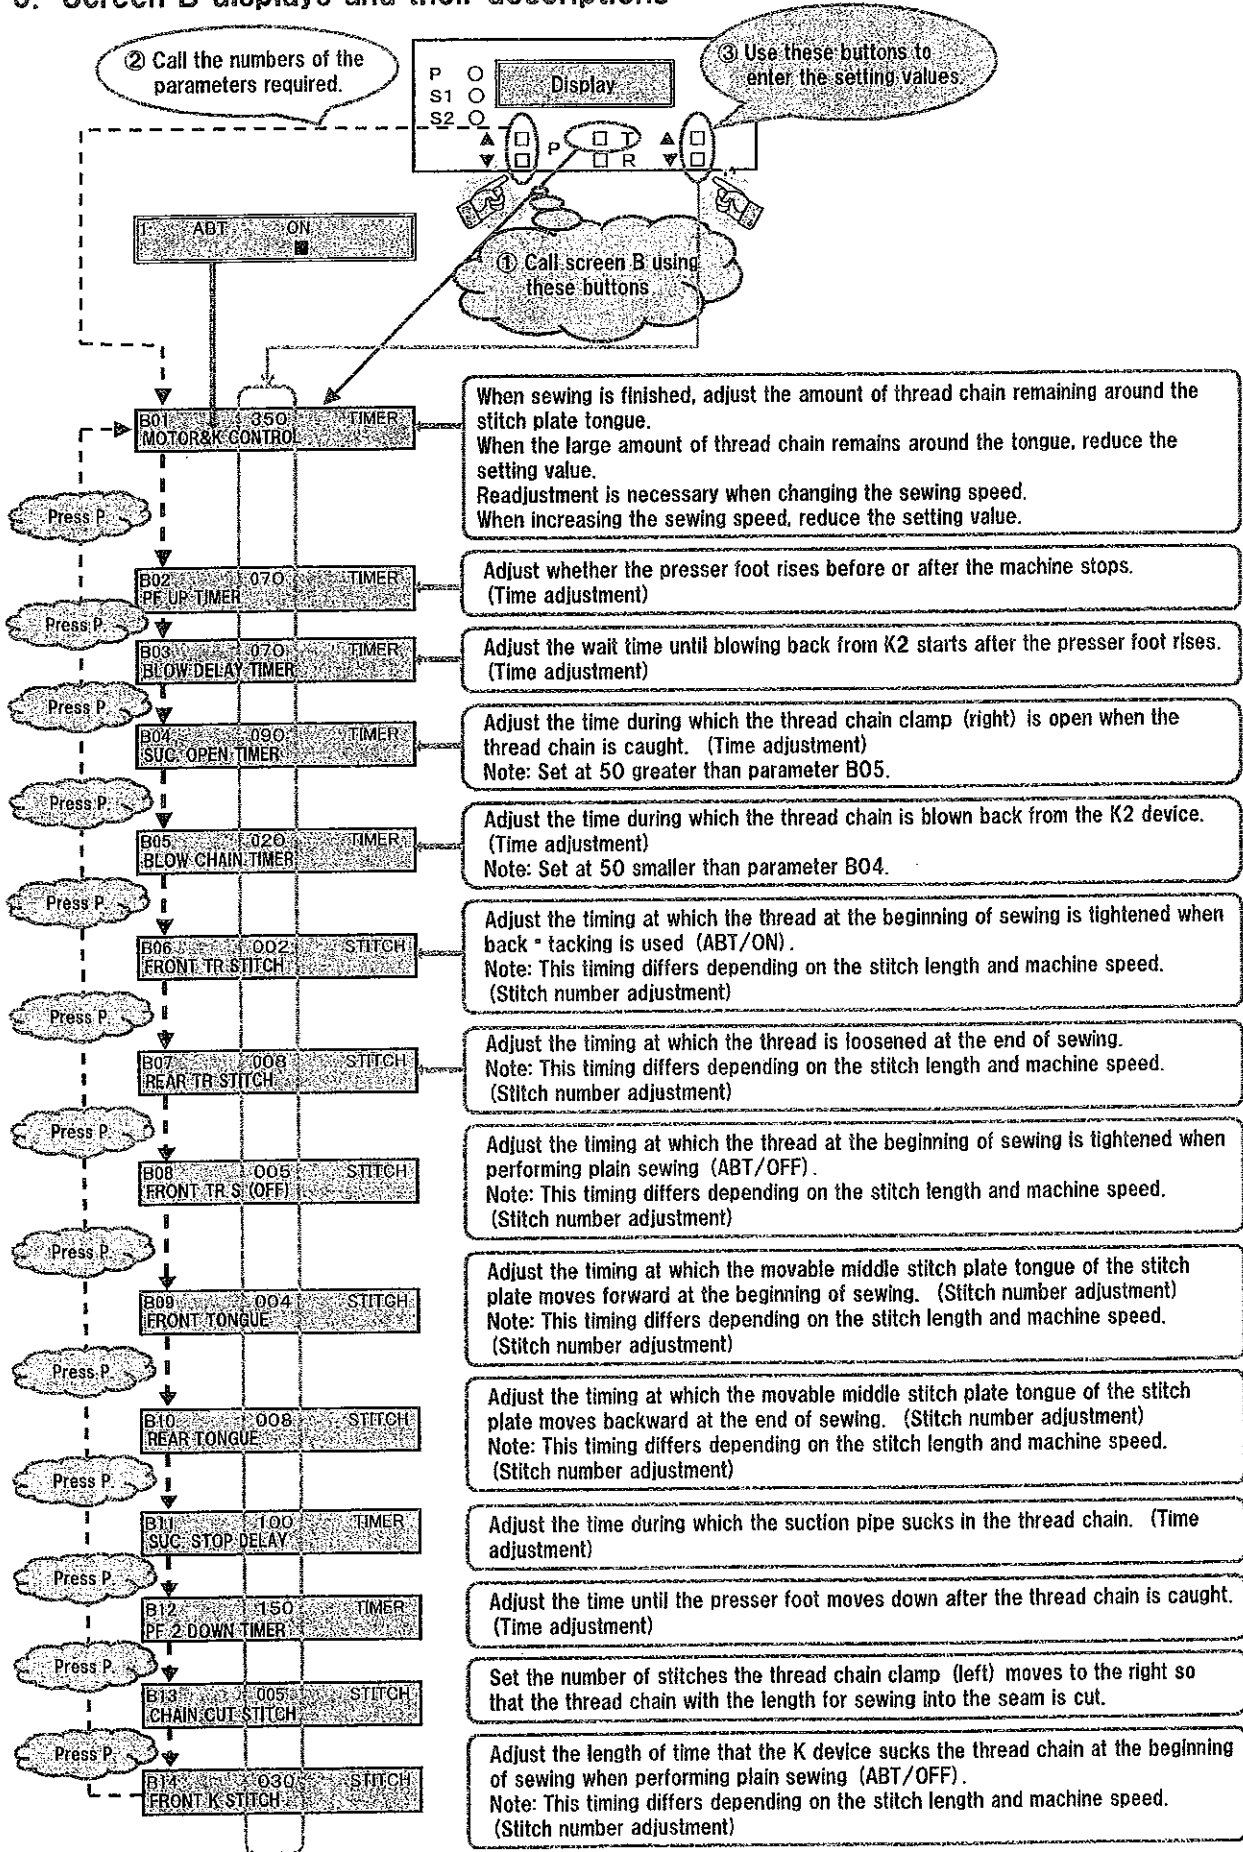 Screen B displays and their descriptions
② Call the numbers of the
parameters required.
P
S1
S2
Display
▲
▼
P
T
R
▲
▼
③ Use these buttons to
enter the setting values.
1 ABT ON
① Call screen B using
these buttons
B01 350 TIMER
MOTOR&K CONTROL
When sewing is finished, adjust the amount of thread chain remaining around the
stitch plate tongue.
When the large amount of thread chain remains around the tongue, reduce the
setting value.
Readjustment is necessary when changing the sewing speed.
When increasing the sewing speed, reduce the setting value.
Press P.
B02 070 TIMER
PF UP TIMER
Adjust whether the presser foot rises before or after the machine stops.
(Time adjustment)
Press P.
B03 070 TIMER
BLOW DELAY TIMER
Adjust the wait time until blowing back from K2 starts after the presser foot rises.
(Time adjustment)
Press P.
B04 090 TIMER
SUC. OPEN TIMER
Adjust the time during which the thread chain clamp (right) is open when the
thread chain is caught. (Time adjustment)
Note: Set at 50 greater than parameter B05.
Press P.
B05 020 TIMER
BLOW CHAIN TIMER
Adjust the time during which the thread chain is blown back from the K2 device.
(Time adjustment)
Note: Set at 50 smaller than parameter B04.
Press P.
B06 002 STITCH
FRONT TR STITCH
Adjust the timing at which the thread at the beginning of sewing is tightened when
back - tacking is used (ABT/ON).
Note: This timing differs depending on the stitch length and machine speed.
(Stitch number adjustment)
Press P.
B07 008 STITCH
REAR TR STITCH
Adjust the timing at which the thread is loosened at the end of sewing.
Note: This timing differs depending on the stitch length and machine speed.
(Stitch number adjustment)
Press P.
B08 005 STITCH
FRONT TR.S (OFF)
Adjust the timing at which the thread at the beginning of sewing is tightened when
performing plain sewing (ABT/OFF).
Note: This timing differs depending on the stitch length and machine speed.
(Stitch number adjustment)
Press P.
B09 004 STITCH
FRONT TONGUE
Adjust the timing at which the movable middle stitch plate tongue of the stitch
plate moves forward at the beginning of sewing. (Stitch number adjustment)
Note: This timing differs depending on the stitch length and machine speed.
(Stitch number adjustment)
Press P.
B10 008 STITCH
REAR TONGUE
Adjust the timing at which the movable middle stitch plate tongue of the stitch
plate moves backward at the end of sewing. (Stitch number adjustment)
Note: This timing differs depending on the stitch length and machine speed.
(Stitch number adjustment)
Press P.
B11 100 TIMER
SUC. STOP DELAY
Adjust the time during which the suction pipe sucks in the thread chain. (Time
adjustment)
Press P.
B12 150 TIMER
PF 2 DOWN TIMER
Adjust the time until the presser foot moves down after the thread chain is caught.
(Time adjustment)
Press P.
B13 005 STITCH
CHAIN CUT STITCH
Set the number of stitches the thread chain clamp (left) moves to the right so
that the thread chain with the length for sewing into the seam is cut.
Press P.
B14 030 STITCH
FRONT K STITCH
Adjust the length of time that the K device sucks the thread chain at the beginning
of sewing when performing plain sewing (ABT/OFF).
Note: This timing differs depending on the stitch length and machine speed.
(Stitch number adjustment)